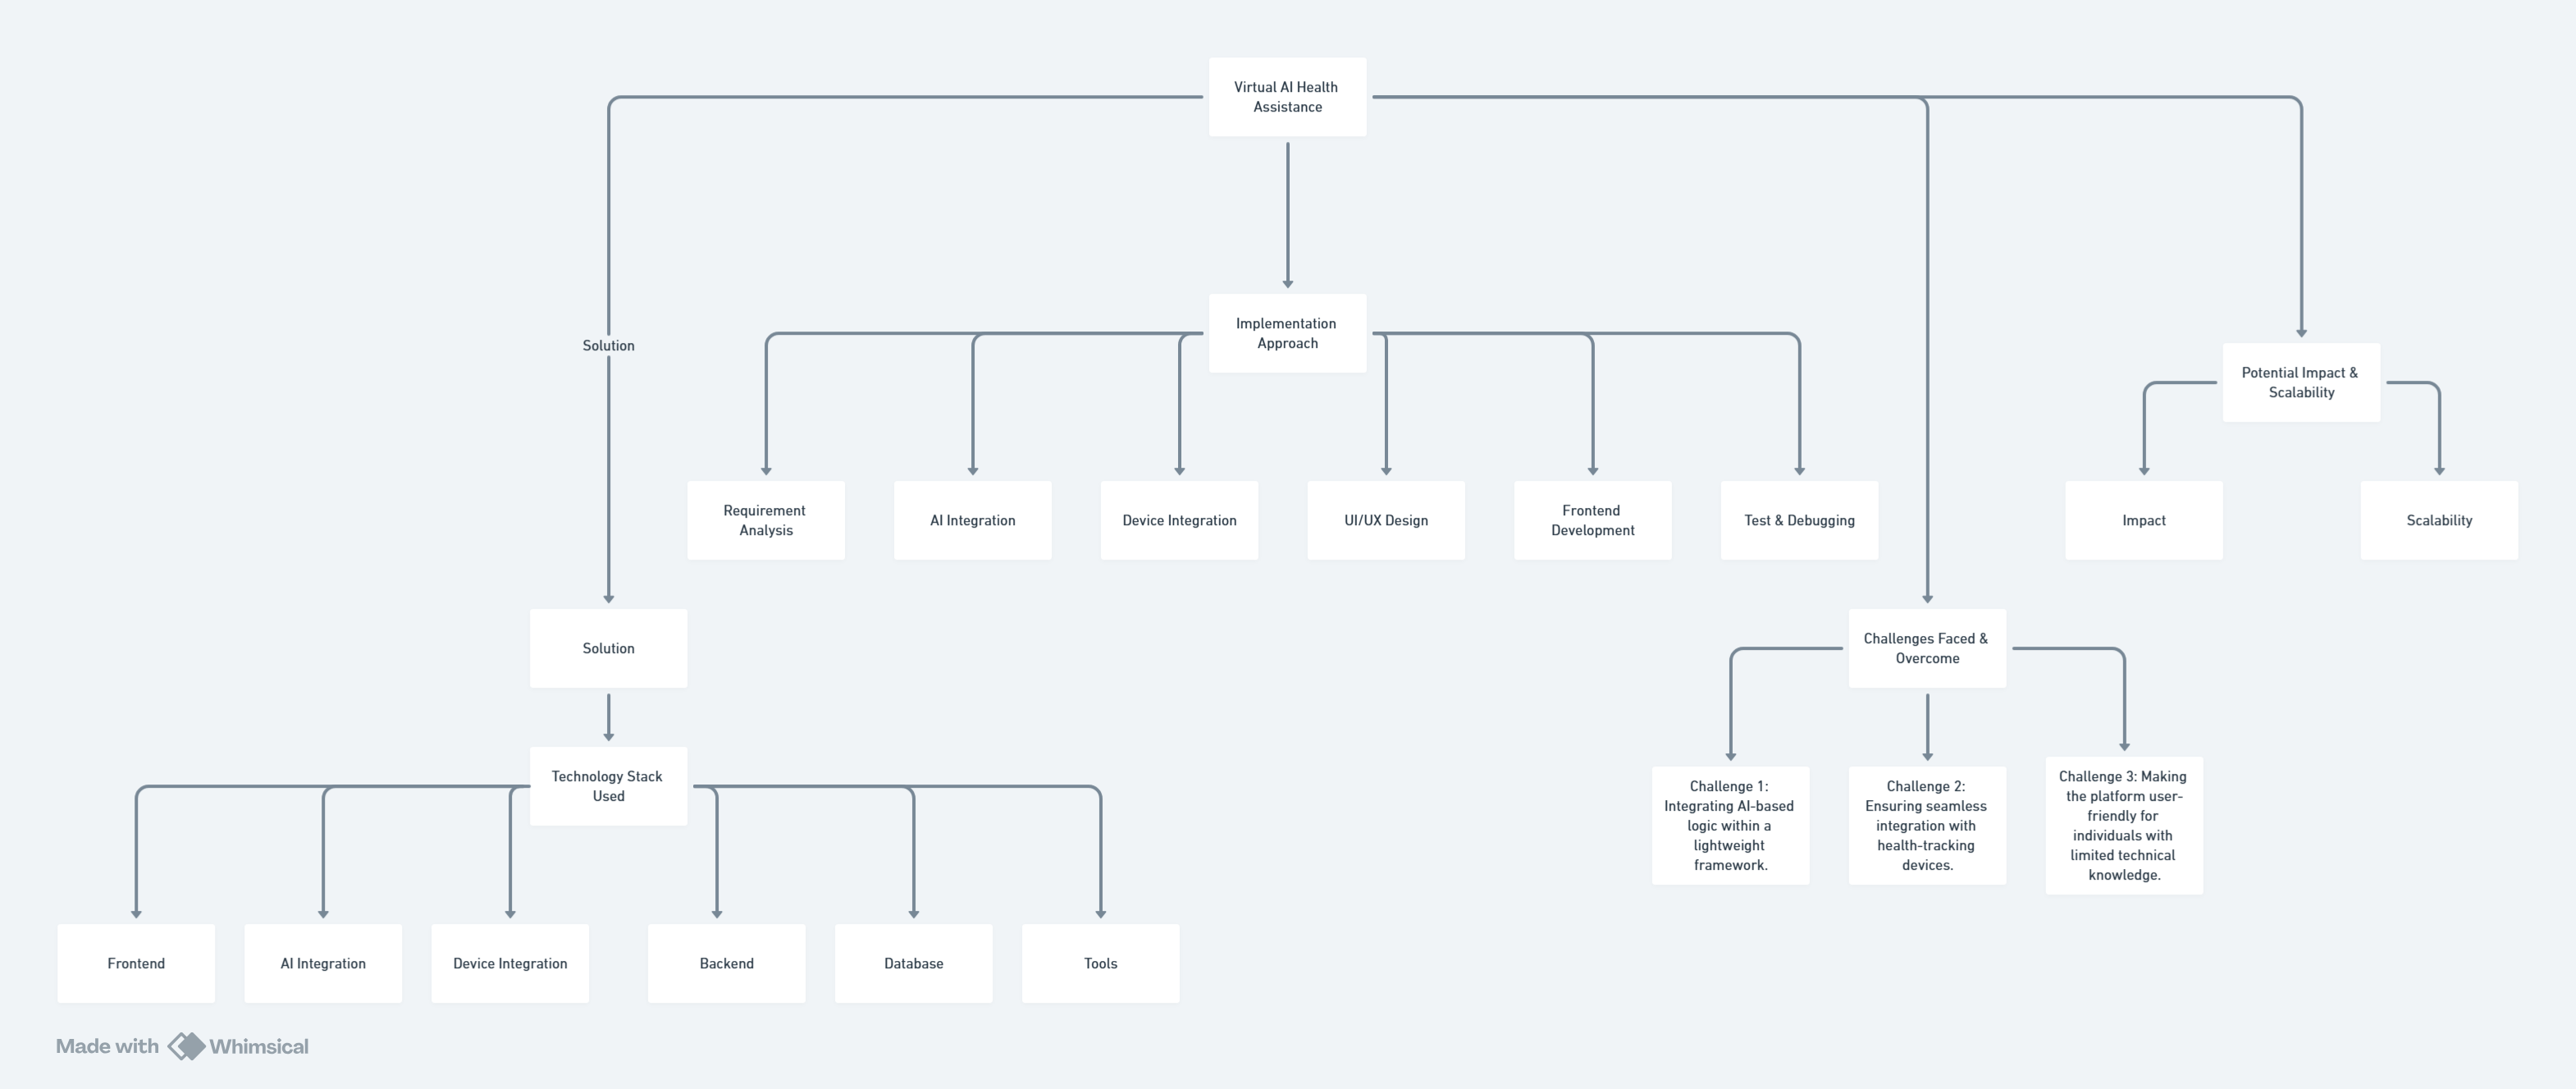 Virtual AI Health
Assistance
Solution
Implementation
Approach
Potential Impact &
Scalability
Requirement
Analysis
AI Integration
Device Integration
UI/UX Design
Frontend
Development
Test & Debugging
Impact
Scalability
Solution
Challenges Faced &
Overcome
Technology Stack
Used
Challenge 1:
Integrating AI-based
logic within a
lightweight
framework.
Challenge 2:
Ensuring seamless
integration with
health-tracking
devices.
Challenge 3: Making
the platform user-
friendly for
individuals with
limited technical
knowledge.
Frontend
AI Integration
Device Integration
Backend
Database
Tools
Made with Whimsical